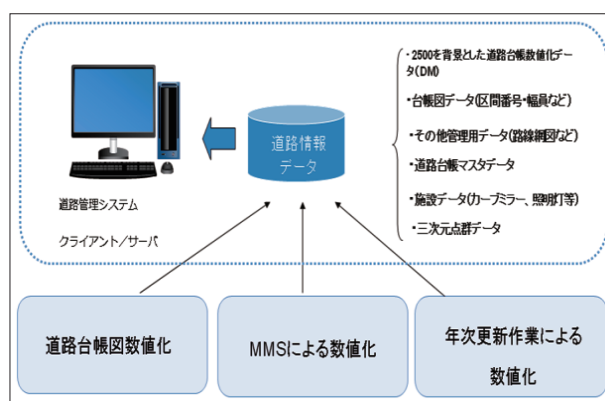 ・2500を背景とした道路台帳数値化デー
タ(DM)
・台帳図データ(区間番号・幅員など)
・その他管理用データ(路線網図など)
・道路台帳マスタデータ
・施設データ(カーブミラー、照明灯等)
・三次元点群データ
道路情報
データ
道路管理システム
クライアント／サーバ
道路台帳図数値化
MMSによる数値化
年次更新作業による
数値化